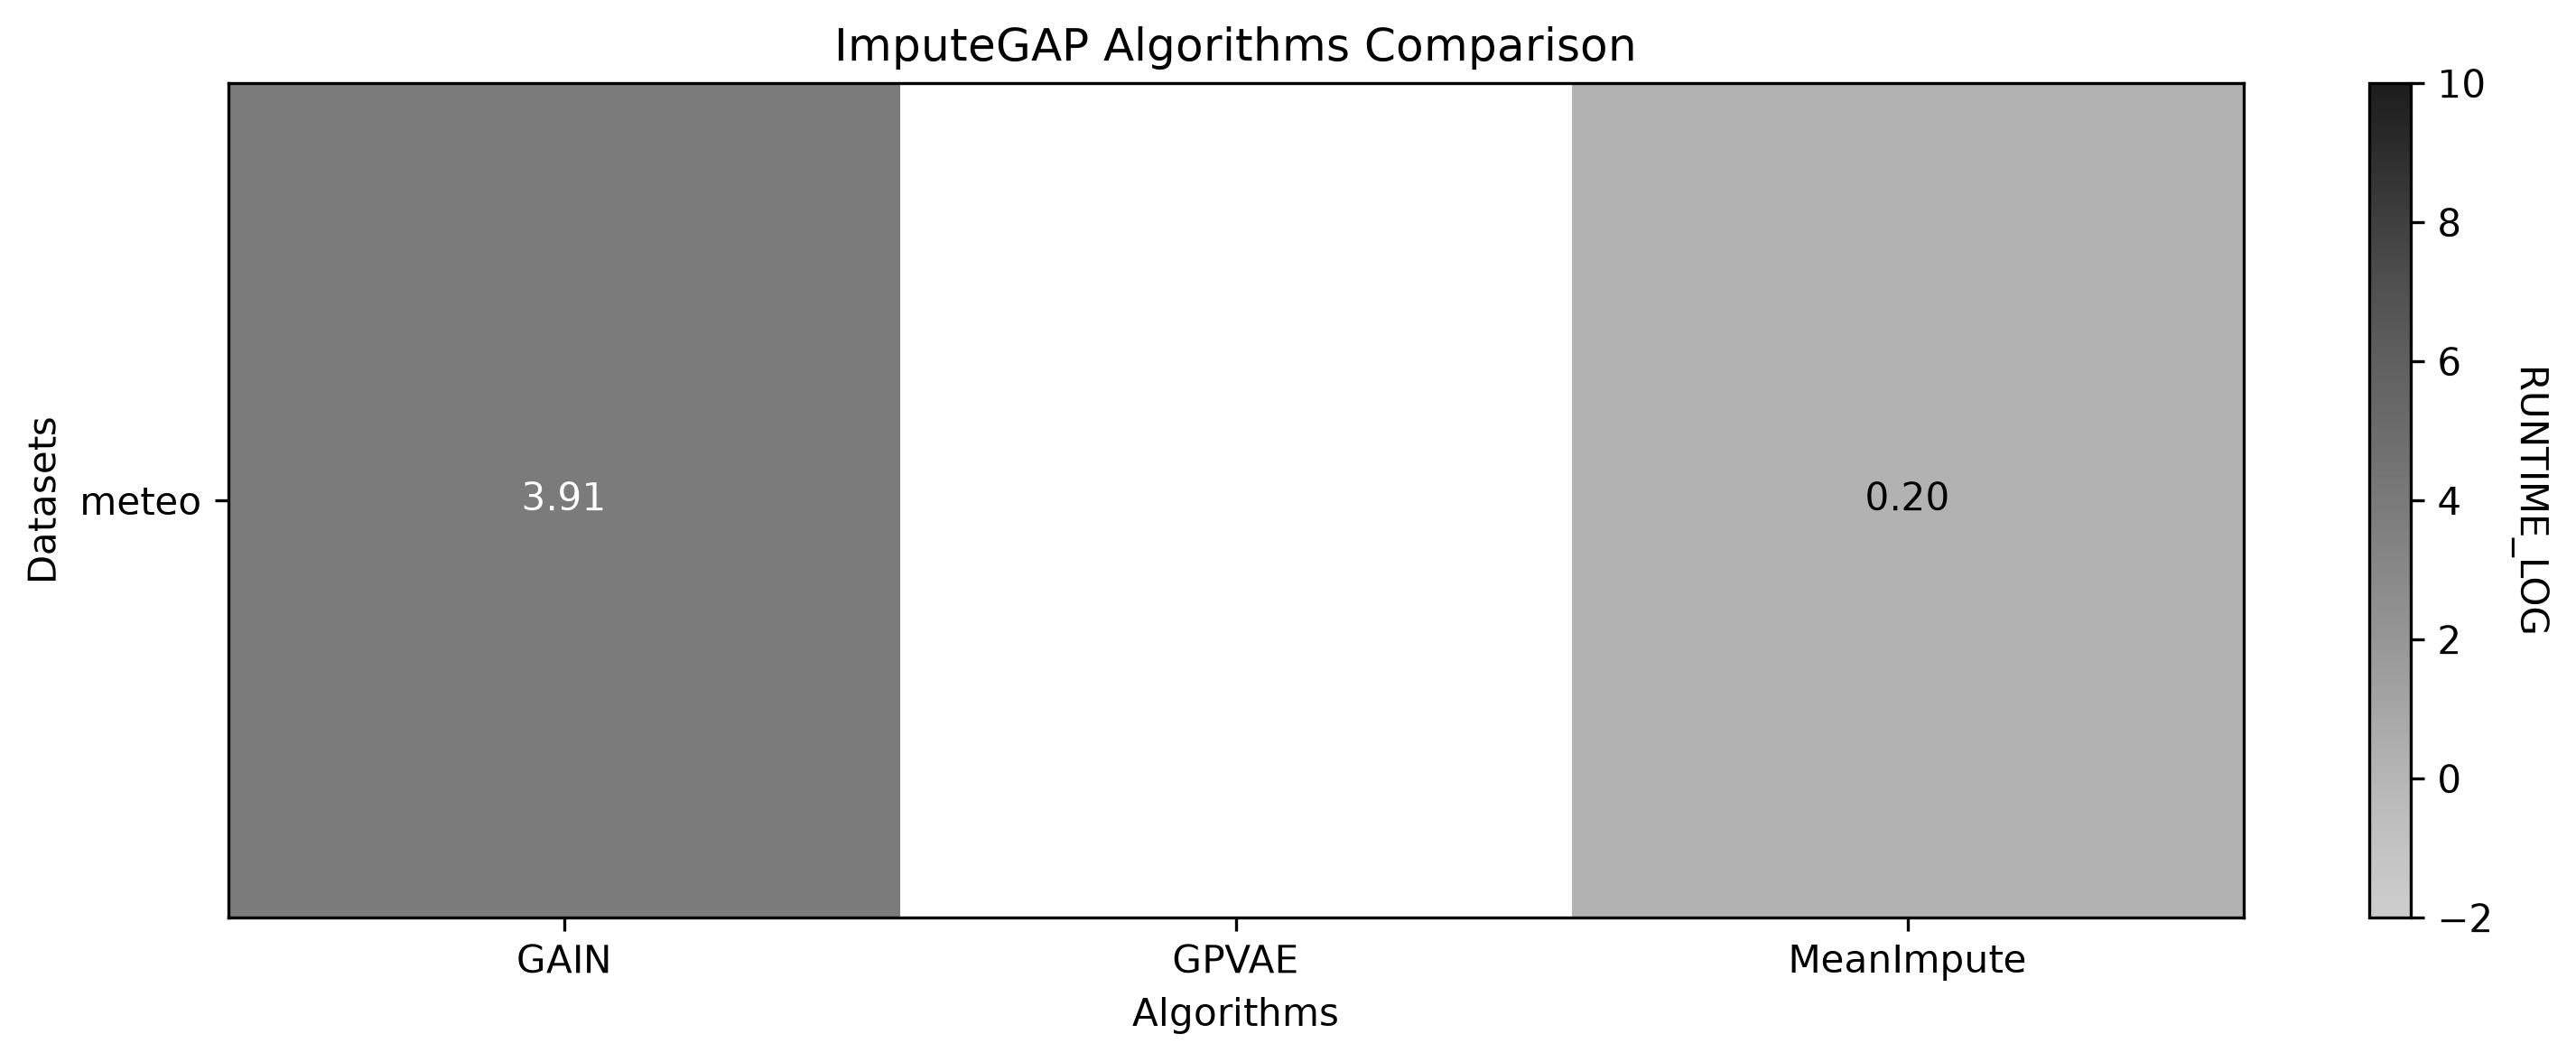 ImputeGAP Algorithms Comparison
Datasets
meteo
3.91
0.20
GAIN
GPVAE
MeanImpute
Algorithms
10
8
6
4
2
0
−2
RUNTIME_LOG